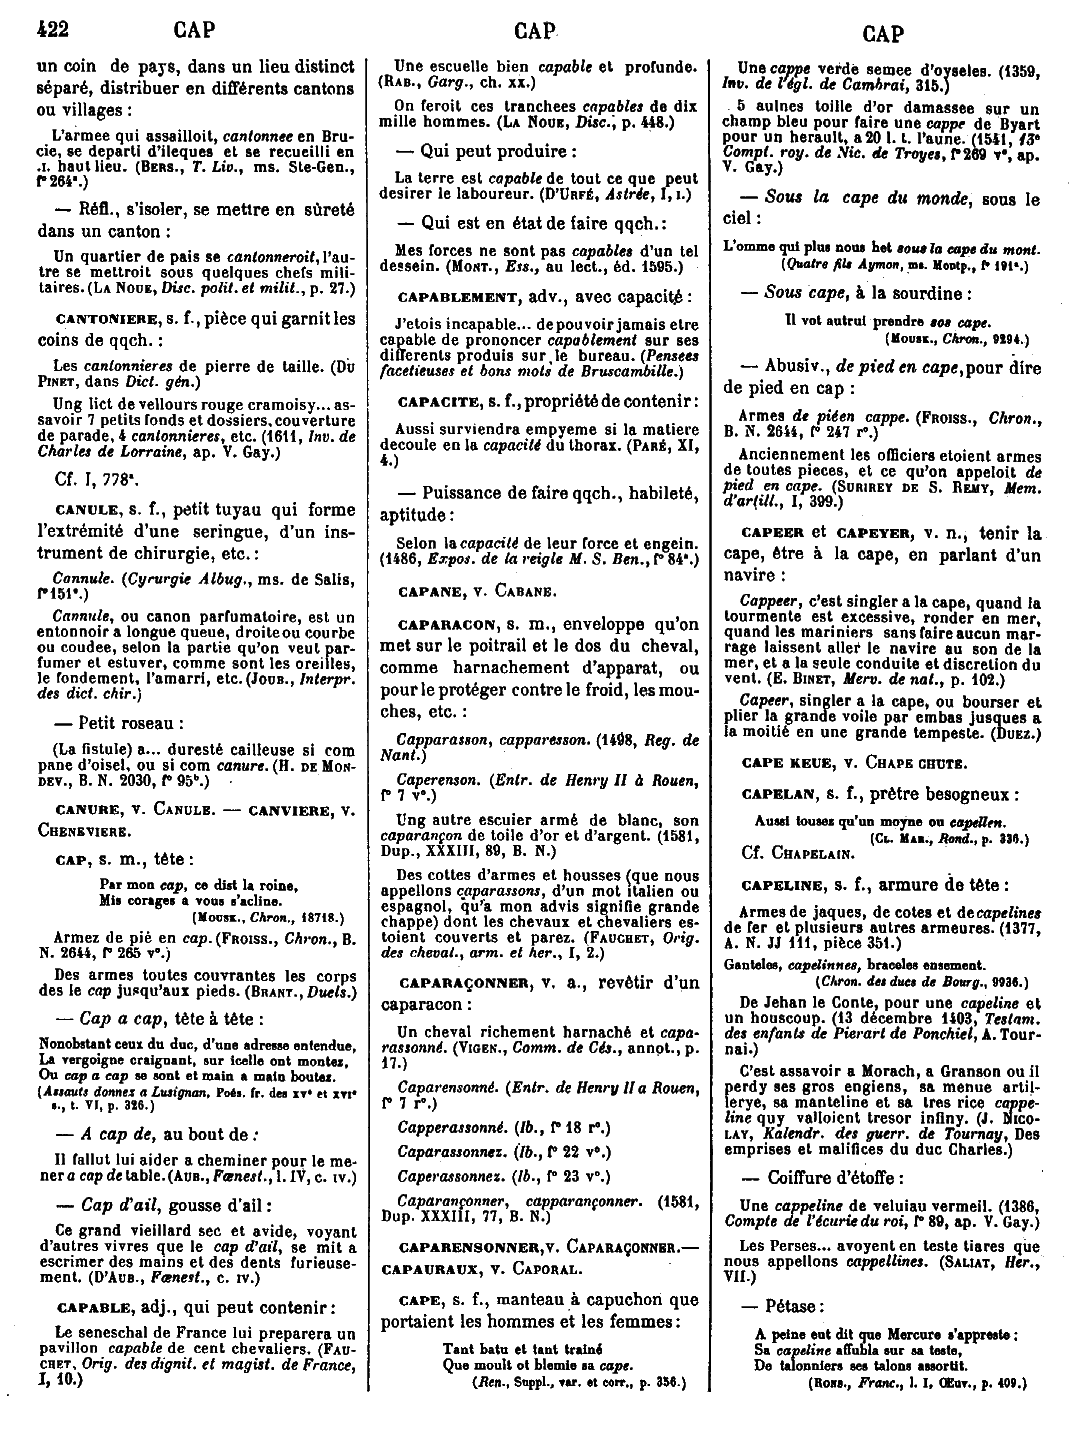 422 CAP CAP CAP
un coin de pays, dans un lieu distinct
séparé, distribuer en différents cantons
ou villages :
L'armee qui assailloit, cantonnee en Bru-
cie, se departi d'ileques et se recueilli en
.I. haut lieu. (BERS., T. Liv., ms. Ste-Gen.,
f° 264ª.)
— Réfl., s'isoler, se mettre en sûreté
dans un canton :
Un quartier de pais se cantonneroit, l'au-
tre se mettroit sous quelques chefs mili-
taires. (LA NOUE, Disc. polit. et milit., p. 27.)
CANTONIERE, s. f., pièce qui garnit les
coins de qqch. :
Les cantonnieres de pierre de taille. (DU
PINET, dans Dict. gén.)
Ung lict de vellours rouge cramoisy... as-
savoir 7 petits fonds et dossiers, couverture
de parade, 4 cantonnieres, etc. (1611, Inv. de
Charles de Lorraine, ap. V. Gay.)
Cf. I, 778ª.
CANULE, s. f., petit tuyau qui forme
l'extrémité d'une seringue, d'un ins-
trument de chirurgie, etc. :
Cannule. (Cyrurgie Albug., ms. de Salis,
f° 151ª.)
Cannule, ou canon parfumatoire, est un
entonnoir a longue queue, droite ou courbe
ou coudee, selon la partie qu'on veut par-
fumer et estuver, comme sont les oreilles,
le fondement, l'amarri, etc. (JOUB., Interpr.
des dict. chir.)
— Petit roseau :
(La fistule) a... duresté cailleuse si com
pane d'oisel, ou si com canure. (H. DE MON-
DEV., B. N. 2030, f° 95ᵇ.)
CANURE, V. CANULE. — CANVIERE, V.
CHENEVIERE.
CAP, s. m., tête :
Par mon cap, ce dist la roine,
Mis corages a vous s'acline.
(MOUSK., Chron., 18718.)
Armez de pié en cap. (FROISS., Chron., B.
N. 2644, f° 265 v°.)
Des armes toutes couvrantes les corps
des le cap jusqu'aux pieds. (BRANT., Duels.)
— Cap a cap, tête à tête :
Nonobstant ceux du duc, d'une adresse entendue,
La vergoigne craignant, sur icelle ont montez,
Ou cap a cap se sont et main a main boutez.
(Assauts donnez a Lusignan, Poés. fr. des XVᵉ et XVIᵉ
s., t. VI, p. 326.)
— A cap de, au bout de :
Il fallut lui aider a cheminer pour le me-
ner a cap de table. (AUB., Fœnest., l. IV, c. IV.)
— Cap d'ail, gousse d'ail :
Ce grand vieillard sec et avide, voyant
d'autres vivres que le cap d'ail, se mit a
escrimer des mains et des dents furieuse-
ment. (D'AUB., Fœnest., c. IV.)
CAPABLE, adj., qui peut contenir :
Le seneschal de France lui preparera un
pavillon capable de cent chevaliers. (FAU-
CHET, Orig. des dignit. et magist. de France,
I, 10.)
Une escuelle bien capable et profunde.
(RAB., Garg., ch. XX.)
On feroit ces tranchees capables de dix
mille hommes. (LA NOUE, Disc., p. 448.)
— Qui peut produire :
La terre est capable de tout ce que peut
desirer le laboureur. (D'URFÉ, Astrée, I, I.)
— Qui est en état de faire qqch. :
Mes forces ne sont pas capables d'un tel
dessein. (MONT., Ess., au lect., éd. 1595.)
CAPABLEMENT, adv., avec capacité :
J'etois incapable... de pouvoir jamais etre
capable de prononcer capablement sur ses
differents produis sur le bureau. (Pensees
facetieuses et bons mots de Bruscambille.)
CAPACITE, s. f., propriété de contenir :
Aussi surviendra empyeme si la matiere
decoule en la capacité du thorax. (PARÉ, XI,
4.)
— Puissance de faire qqch., habileté,
aptitude :
Selon la capacité de leur force et engein.
(1486, Expos. de la reigle M. S. Ben., f° 84ª.)
CAPANE, V. CABANE.
CAPARACON, s. m., enveloppe qu'on
met sur le poitrail et le dos du cheval,
comme harnachement d'apparat, ou
pour le protéger contre le froid, les mou-
ches, etc. :
Capparasson, capparesson. (1498, Reg. de
Nant.)
Caperenson. (Entr. de Henry II à Rouen,
f° 7 v°.)
Ung autre escuier armé de blanc, son
caparançon de toile d'or et d'argent. (1581,
Dup., XXXIII, 89, B. N.)
Des cottes d'armes et housses (que nous
appellons caparassons, d'un mot italien ou
espagnol, qu'a mon advis signifie grande
chappe) dont les chevaux et chevaliers es-
toient couverts et parez. (FAUCHET, Orig.
des cheval., arm. et her., I, 2.)
CAPARAÇONNER, v. a., revêtir d'un
caparacon :
Un cheval richement harnaché et capa-
rassonné. (VIGEN., Comm. de Cés., annot., p.
17.)
Caparensonné. (Entr. de Henry II a Rouen,
f° 7 r°.)
Capperassonné. (Ib., f° 18 r°.)
Caparassonnez. (Ib., f° 22 v°.)
Caperassonnez. (Ib., f° 23 v°.)
Caparançonner, capparançonner. (1581,
Dup. XXXIII, 77, B. N.)
CAPARENSONNER, V. CAPARAÇONNER.—
CAPAURAUX, V. CAPORAL.
CAPE, s. f., manteau à capuchon que
portaient les hommes et les femmes :
Tant batu et tant trainé
Que moult ot blemie sa cape.
(Ren., Suppl., var. et corr., p. 356.)
Une cappe verde semee d'oyseles. (1359,
Inv. de l'égl. de Cambrai, 315.)
5 aulnes toille d'or damassee sur un
champ bleu pour faire une cappe de Byart
pour un herault, a 20 l. t. l'aune. (1541, 13ᵉ
Compt. roy. de Nic. de Troyes, f° 269 v°, ap.
V. Gay.)
— Sous la cape du monde, sous le
ciel :
L'omme qui plus nous het sous la cape du mont.
(Quatre fils Aymon, ms. Montp., f° 191ª.)
— Sous cape, à la sourdine :
Il vot autrui prendre sos cape.
(MOUSK., Chron., 9294.)
— Abusiv., de pied en cape, pour dire
de pied en cap :
Armes de pié en cappe. (FROISS., Chron.,
B. N. 2644, f° 247 r°.)
Anciennement les officiers etoient armes
de toutes pieces, et ce qu'on appeloit de
pied en cape. (SURIREY DE S. REMY, Mem.
d'artill., I, 399.)
CAPEER et CAPEYER, v. n., tenir la
cape, être à la cape, en parlant d'un
navire :
Cappeer, c'est singler a la cape, quand la
tourmente est excessive, ronder en mer,
quand les mariniers sans faire aucun mar-
rage laissent aller le navire au son de la
mer, et a la seule conduite et discretion du
vent. (E. BINET, Merv. de nat., p. 102.)
Capeer, singler a la cape, ou bourser et
plier la grande voile par embas jusques a
la moitié en une grande tempeste. (DUEZ.)
CAPE KEUE, V. CHAPE CHUTE.
CAPELAN, s. f., prêtre besogneux :
Aussi tousez qu'un moyne ou capellen.
(CL. MAR., Rond., p. 336.)
Cf. CHAPELAIN.
CAPELINE, s. f., armure de tête :
Armes de jaques, de cotes et de capelines
de fer et plusieurs autres armeures. (1377,
A. N. JJ 111, pièce 351.)
Ganteles, capelinnes, braceles ensement.
(Chron. des ducs de Bourg., 9936.)
De Jehan le Conte, pour une capeline et
un houscoup. (13 décembre 1403, Testam.
des enfants de Pierart de Ponchiel, A. Tour-
nai.)
C'est assavoir a Morach, a Granson ou il
perdy ses gros engiens, sa menue artil-
lerye, sa manteline et sa tres rice cappe-
line quy valloient tresor infiny. (J. NICO-
LAY, Kalendr. des guerr. de Tournay, Des
emprises et malifices du duc Charles.)
— Coiffure d'étoffe :
Une cappeline de veluiau vermeil. (1386,
Compte de l'écurie du roi, f° 89, ap. V. Gay.)
Les Perses... avoyent en teste tiares que
nous appellons cappellines. (SALIAT, Her.,
VII.)
— Pétase :
A peine eut dit que Mercure s'appreste ;
Sa capeline affubla sur sa teste,
De talonniers ses talons assortit.
(RONS., Franc., l. I, Œuv., p. 409.)